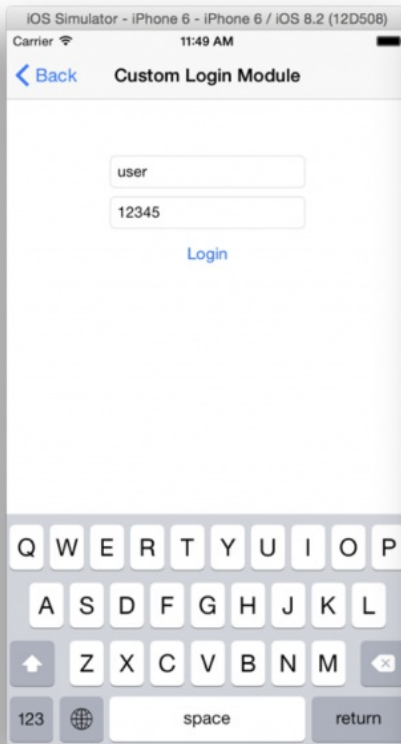 iOS Simulator - iPhone 6 - iPhone 6 / iOS 8.2 (12D508)
Carrier 11:49 AM
Back Custom Login Module
user
12345
Login
Q W E R T Y U I O P
A S D F G H J K L
Z X C V B N M
123 space return